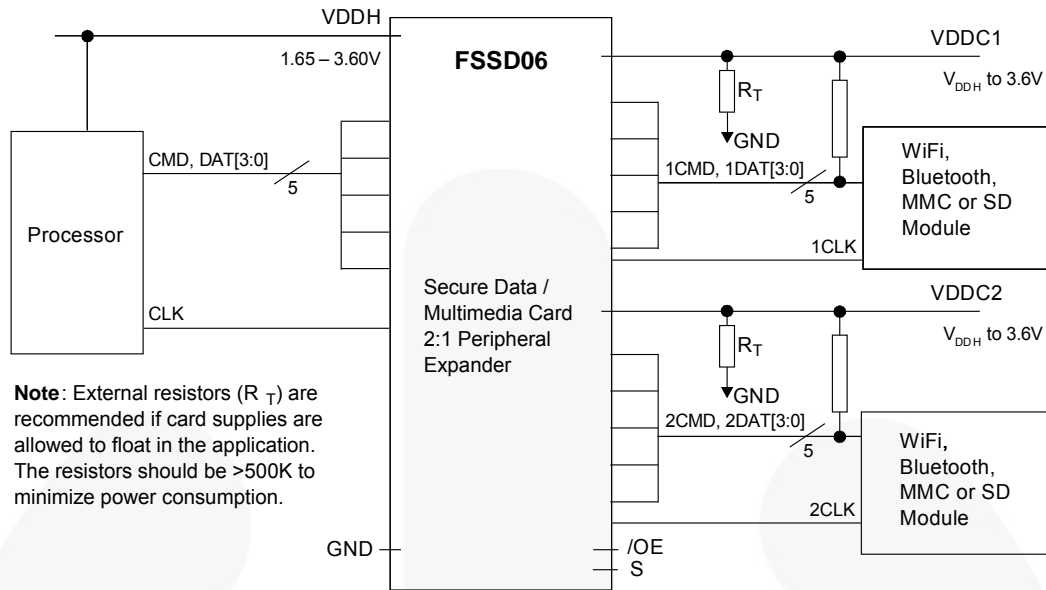 VDDH
1.65 – 3.60V
FSSD06
VDDC1
VDDH to 3.6V
RT
GND
CMD, DAT[3:0]
5
1CMD, 1DAT[3:0]
5
WiFi,
Bluetooth,
MMC or SD
Module
Processor
1CLK
CLK
Secure Data /
Multimedia Card
2:1 Peripheral
Expander
VDDC2
VDDH to 3.6V
RT
GND
2CMD, 2DAT[3:0]
5
WiFi,
Bluetooth,
MMC or SD
Module
2CLK
Note: External resistors (R T) are
recommended if card supplies are
allowed to float in the application.
The resistors should be >500K to
minimize power consumption.
GND
/OE
S